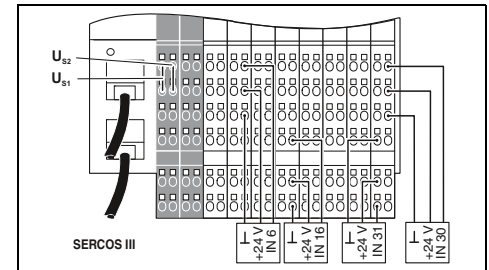 US2
US1
SERCOS III
⊥ +24 V IN 6
⊥ +24 V IN 16
⊥ +24 V IN 31
⊥ +24 V IN 30